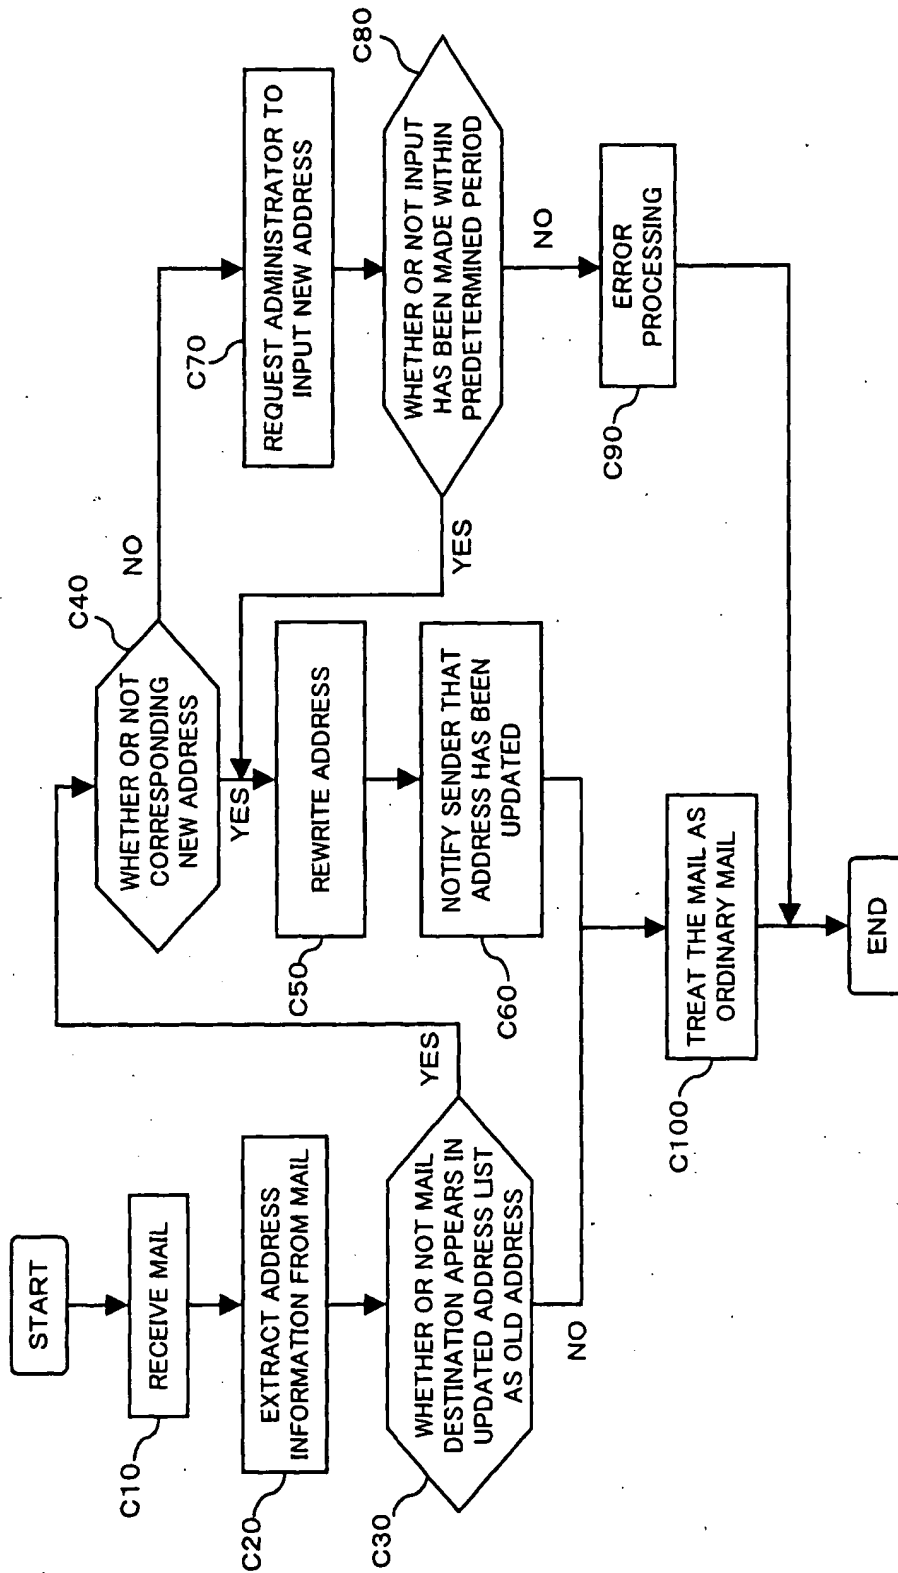 START
C10
RECEIVE MAIL
C20
EXTRACT ADDRESS
INFORMATION FROM MAIL
C30
WHETHER OR NOT MAIL
DESTINATION APPEARS IN
UPDATED ADDRESS LIST
AS OLD ADDRESS
YES
NO
C40
WHETHER OR NOT
CORRESPONDING
NEW ADDRESS
NO
YES
C50
REWRITE ADDRESS
C60
NOTIFY SENDER THAT
ADDRESS HAS BEEN
UPDATED
C70
REQUEST ADMINISTRATOR TO
INPUT NEW ADDRESS
C80
WHETHER OR NOT INPUT
HAS BEEN MADE WITHIN
PREDETERMINED PERIOD
YES
NO
C90
ERROR
PROCESSING
C100
TREAT THE MAIL AS
ORDINARY MAIL
END